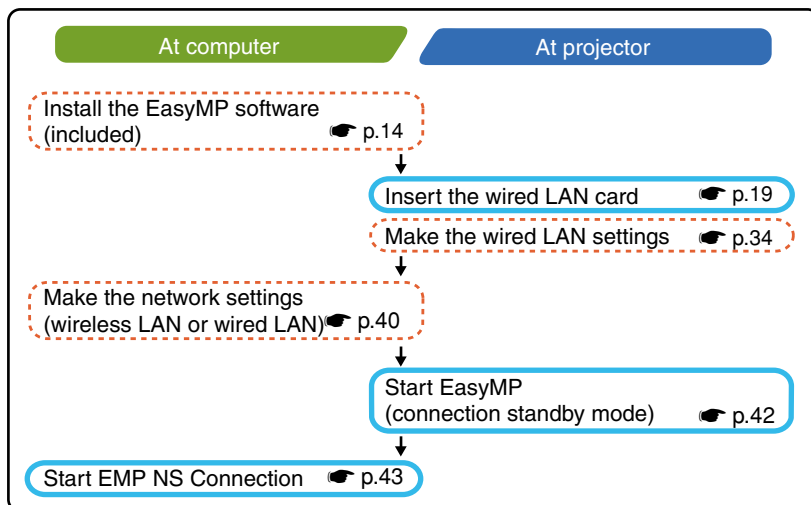 At computer
At projector
Install the EasyMP software
(included) p.14
Insert the wired LAN card p.19
Make the wired LAN settings p.34
Make the network settings
(wireless LAN or wired LAN) p.40
Start EasyMP
(connection standby mode) p.42
Start EMP NS Connection p.43